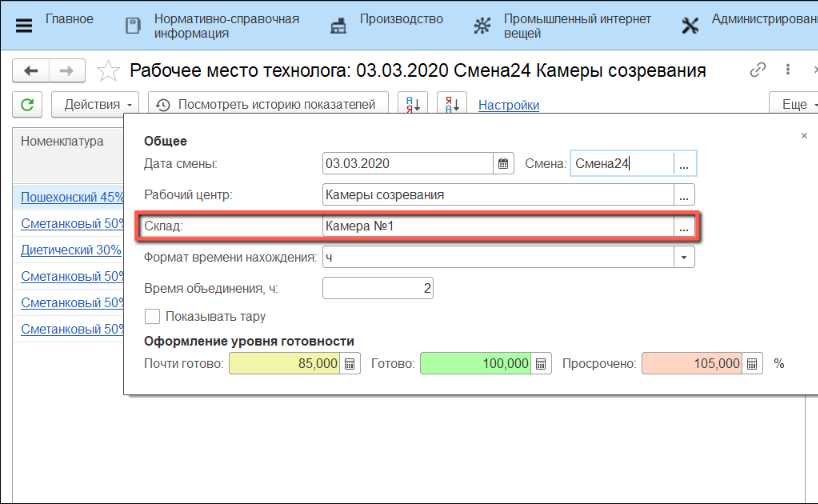 Главное
Нормативно-справочная
информация
Производство
Промышленный интернет
вещей
Администрирован
Рабочее место технолога: 03.03.2020 Смена24 Камеры созревания
Действия
Посмотреть историю показателей
А Я
Я А
Настройки
Еще
Номенклатура
Пошехонский 45%
Сметанковый 50%
Диетический 30%
Сметанковый 50%
Сметанковый 50%
Сметанковый 50%
Общее
Дата смены: 03.03.2020 Смена: Смена24 ...
Рабочий центр: Камеры созревания ...
Склад: Камера №1 ...
Формат времени нахождения: ч
Время объединения, ч: 2
Показывать тару
Оформление уровня готовности
Почти готово: 85,000 Готово: 100,000 Просрочено: 105,000 %